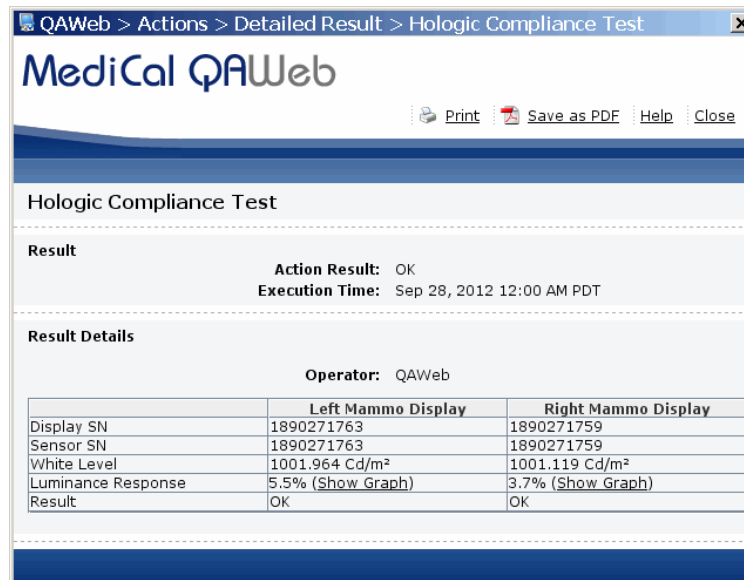 QAWeb > Actions > Detailed Result > Hologic Compliance Test
MediCal QAWeb
Print Save as PDF Help Close
Hologic Compliance Test
Result
Action Result: OK
Execution Time: Sep 28, 2012 12:00 AM PDT
Result Details
Operator: QAWeb
Left Mammo Display Right Mammo Display
Display SN 1890271763 1890271759
Sensor SN 1890271763 1890271759
White Level 1001.964 Cd/m² 1001.119 Cd/m²
Luminance Response 5.5% (Show Graph) 3.7% (Show Graph)
Result OK OK